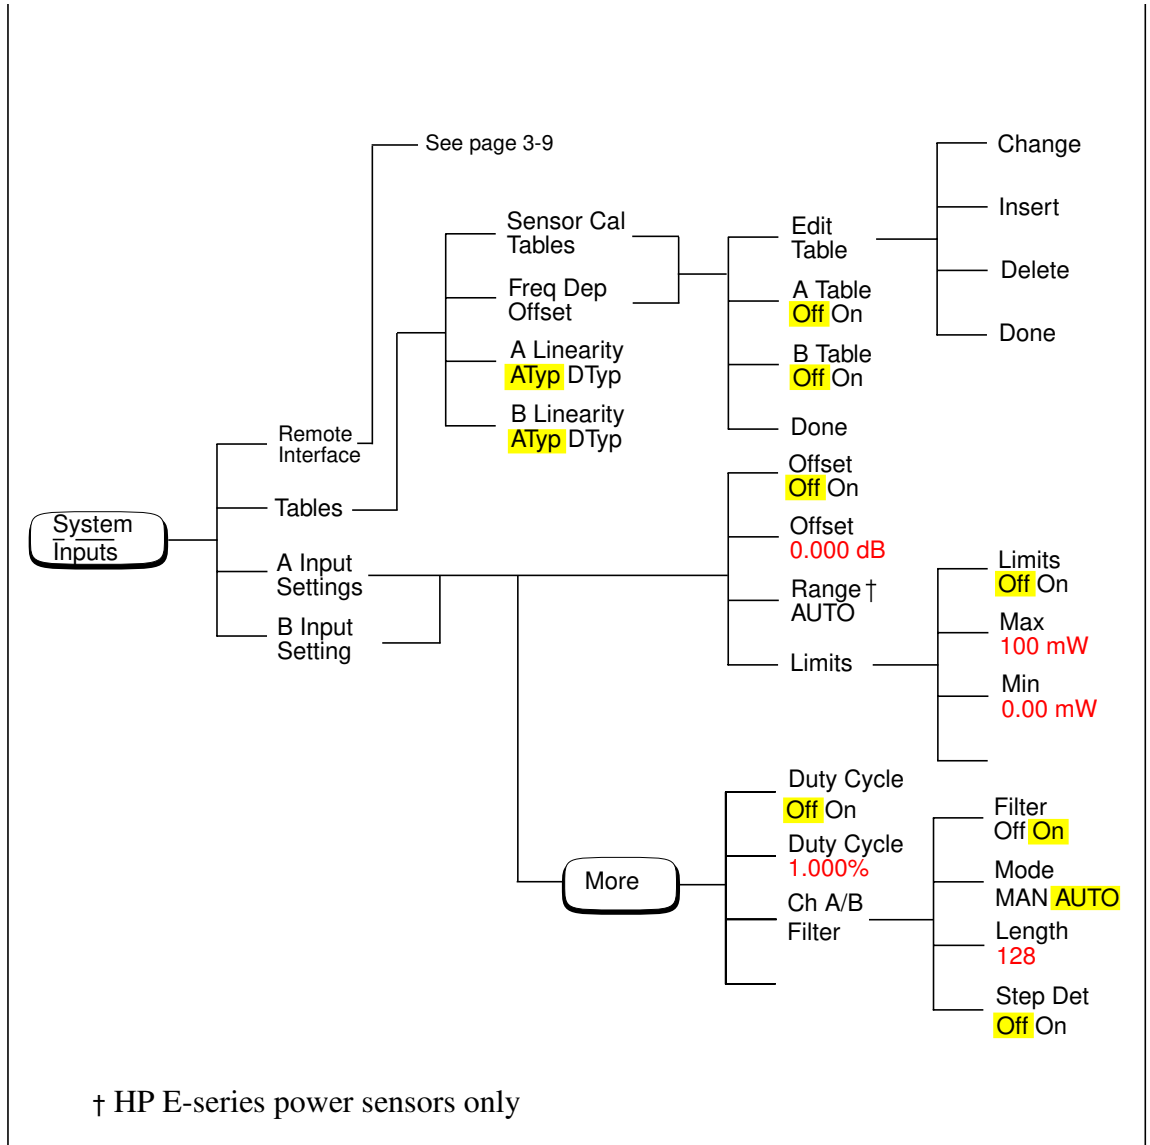 See page 3-9
Change
Insert
Delete
Done
Sensor Cal
Tables
Freq Dep
Offset
A Linearity
ATyp DTyp
B Linearity
ATyp DTyp
Edit
Table
A Table
Off On
B Table
Off On
Done
Remote
Interface
Tables
System
Inputs
A Input
Settings
B Input
Setting
Offset
Off On
Offset
0.000 dB
Range †
AUTO
Limits
Limits
Off On
Max
100 mW
Min
0.00 mW
More
Duty Cycle
Off On
Duty Cycle
1.000%
Ch A/B
Filter
Filter
Off On
Mode
MAN AUTO
Length
128
Step Det
Off On
† HP E-series power sensors only